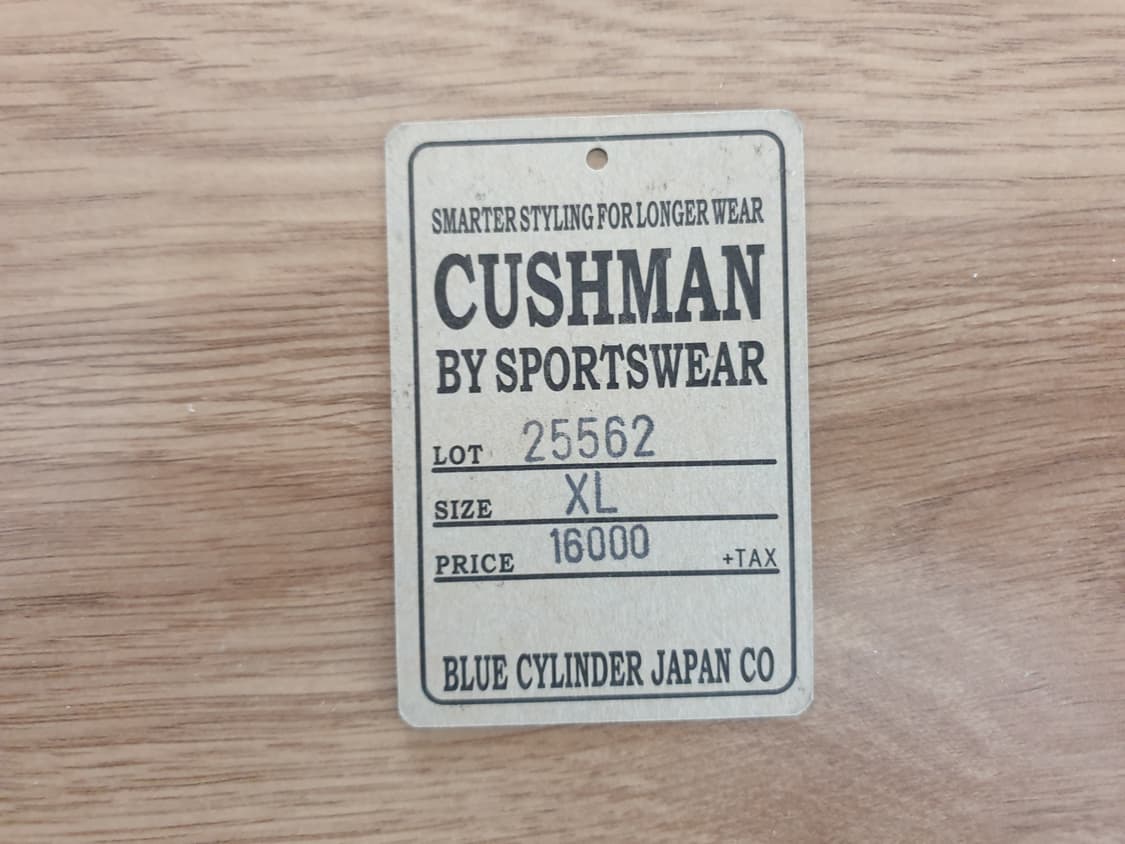 SMARTER STYLING FOR LONGER WEAR
CUSHMAN
BY SPORTSWEAR
LOT 25562
SIZE XL
PRICE 16000 +TAX
BLUE CYLINDER JAPAN CO